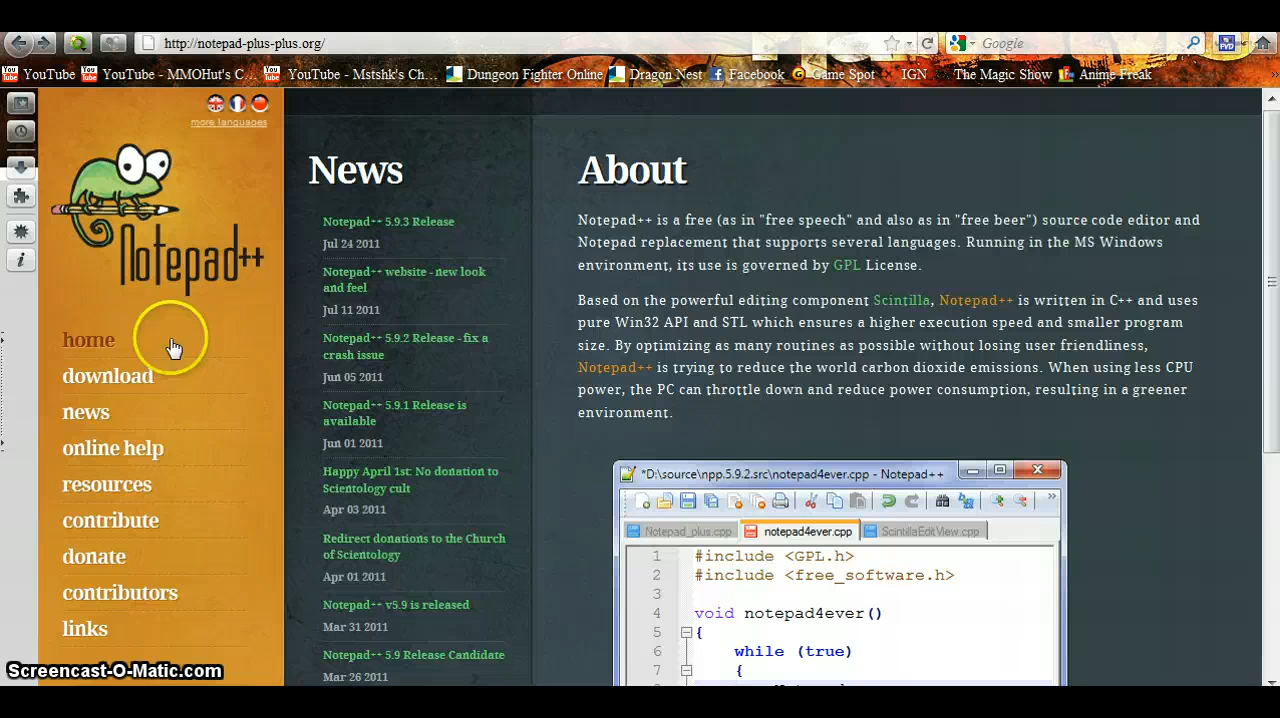 http://notepad-plus-plus.org/
Google
YouTube
YouTube - MMOHut's C...
YouTube - Mstshk's Ch...
Dungeon Fighter Online
Dragon Nest
Facebook
Game Spot
IGN
The Magic Show
Anime Freak
more languages
Notepad++
home
download
news
online help
resources
contribute
donate
contributors
links
News
Notepad++ 5.9.3 Release
Jul 24 2011
Notepad++ website - new look
and feel
Jul 11 2011
Notepad++ 5.9.2 Release - fix a
crash issue
Jun 05 2011
Notepad++ 5.9.1 Release is
available
Jun 01 2011
Happy April 1st: No donation to
Scientology cult
Apr 03 2011
Redirect donations to the Church
of Scientology
Apr 01 2011
Notepad++ v5.9 is released
Mar 31 2011
Notepad++ 5.9 Release Candidate
Mar 26 2011
About
Notepad++ is a free (as in "free speech" and also as in "free beer") source code editor and
Notepad replacement that supports several languages. Running in the MS Windows
environment, its use is governed by GPL License.
Based on the powerful editing component Scintilla, Notepad++ is written in C++ and uses
pure Win32 API and STL which ensures a higher execution speed and smaller program
size. By optimizing as many routines as possible without losing user friendliness,
Notepad++ is trying to reduce the world carbon dioxide emissions. When using less CPU
power, the PC can throttle down and reduce power consumption, resulting in a greener
environment.
*D:\source\npp.5.9.2.src\notepad4ever.cpp - Notepad++
Notepad_plus.cpp
notepad4ever.cpp
ScintillaEditView.cpp
1 #include <GPL.h>
2 #include <free_software.h>
3
4 void notepad4ever()
5 {
6 while (true)
7 {
Screencast-O-Matic.com